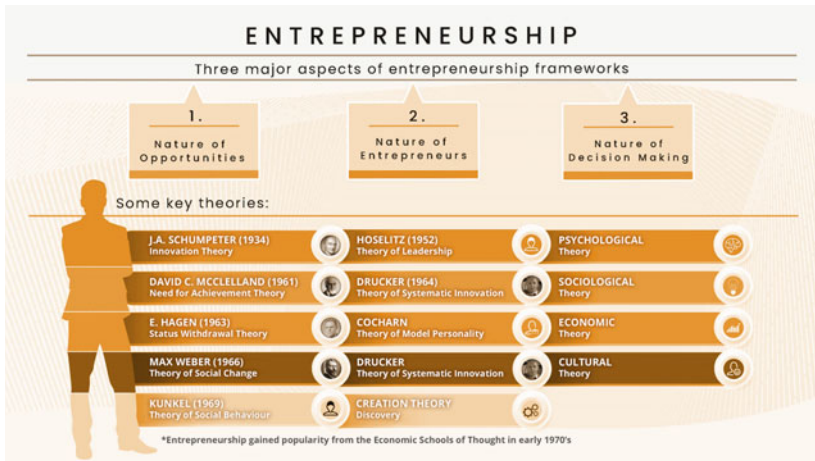 ENTREPRENEURSHIP
Three major aspects of entrepreneurship frameworks
1.
Nature of
Opportunities
2.
Nature of
Entrepreneurs
3.
Nature of
Decision Making
Some key theories:
J.A. SCHUMPETER (1934)
Innovation Theory
HOSELITZ (1952)
Theory of Leadership
PSYCHOLOGICAL
Theory
DAVID C. MCCLELLAND (1961)
Need for Achievement Theory
DRUCKER (1964)
Theory of Systematic Innovation
SOCIOLOGICAL
Theory
E. HAGEN (1963)
Status Withdrawal Theory
COCHARN
Theory of Model Personality
ECONOMIC
Theory
MAX WEBER (1966)
Theory of Social Change
DRUCKER
Theory of Systematic Innovation
CULTURAL
Theory
KUNKEL (1969)
Theory of Social Behaviour
CREATION THEORY
Discovery
*Entrepreneurship gained popularity from the Economic Schools of Thought in early 1970's